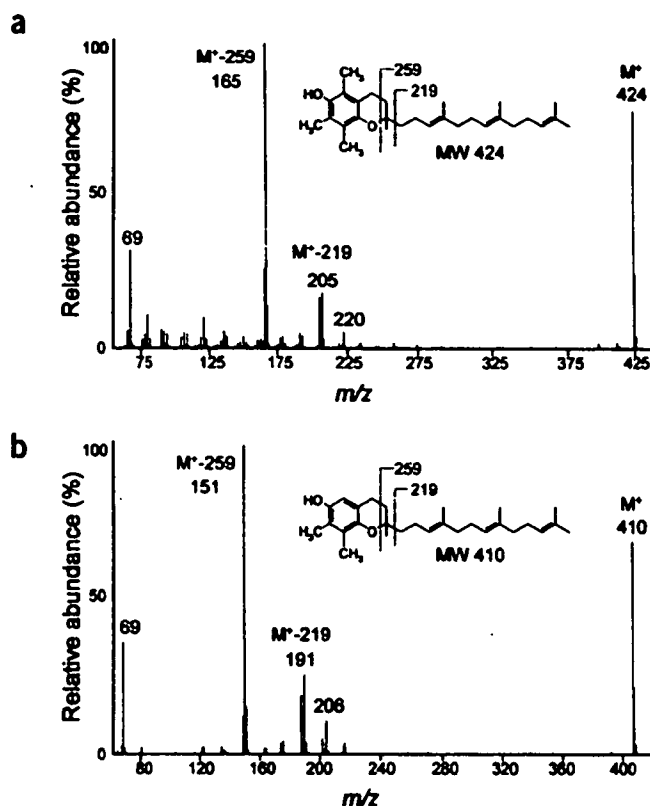 a
Relative abundance (%)
100
50
0
M⁺-259
165
69
M⁺-219
205
220
259
219
HO
CH₃
H₃C
O
CH₃
MW 424
M⁺
424
75 125 175 225 275 325 375 425
m/z
b
Relative abundance (%)
100
50
0
M⁺-259
151
69
M⁺-219
191
206
259
219
HO
H₃C
O
CH₃
MW 410
M⁺
410
80 120 160 200 240 280 320 360 400
m/z